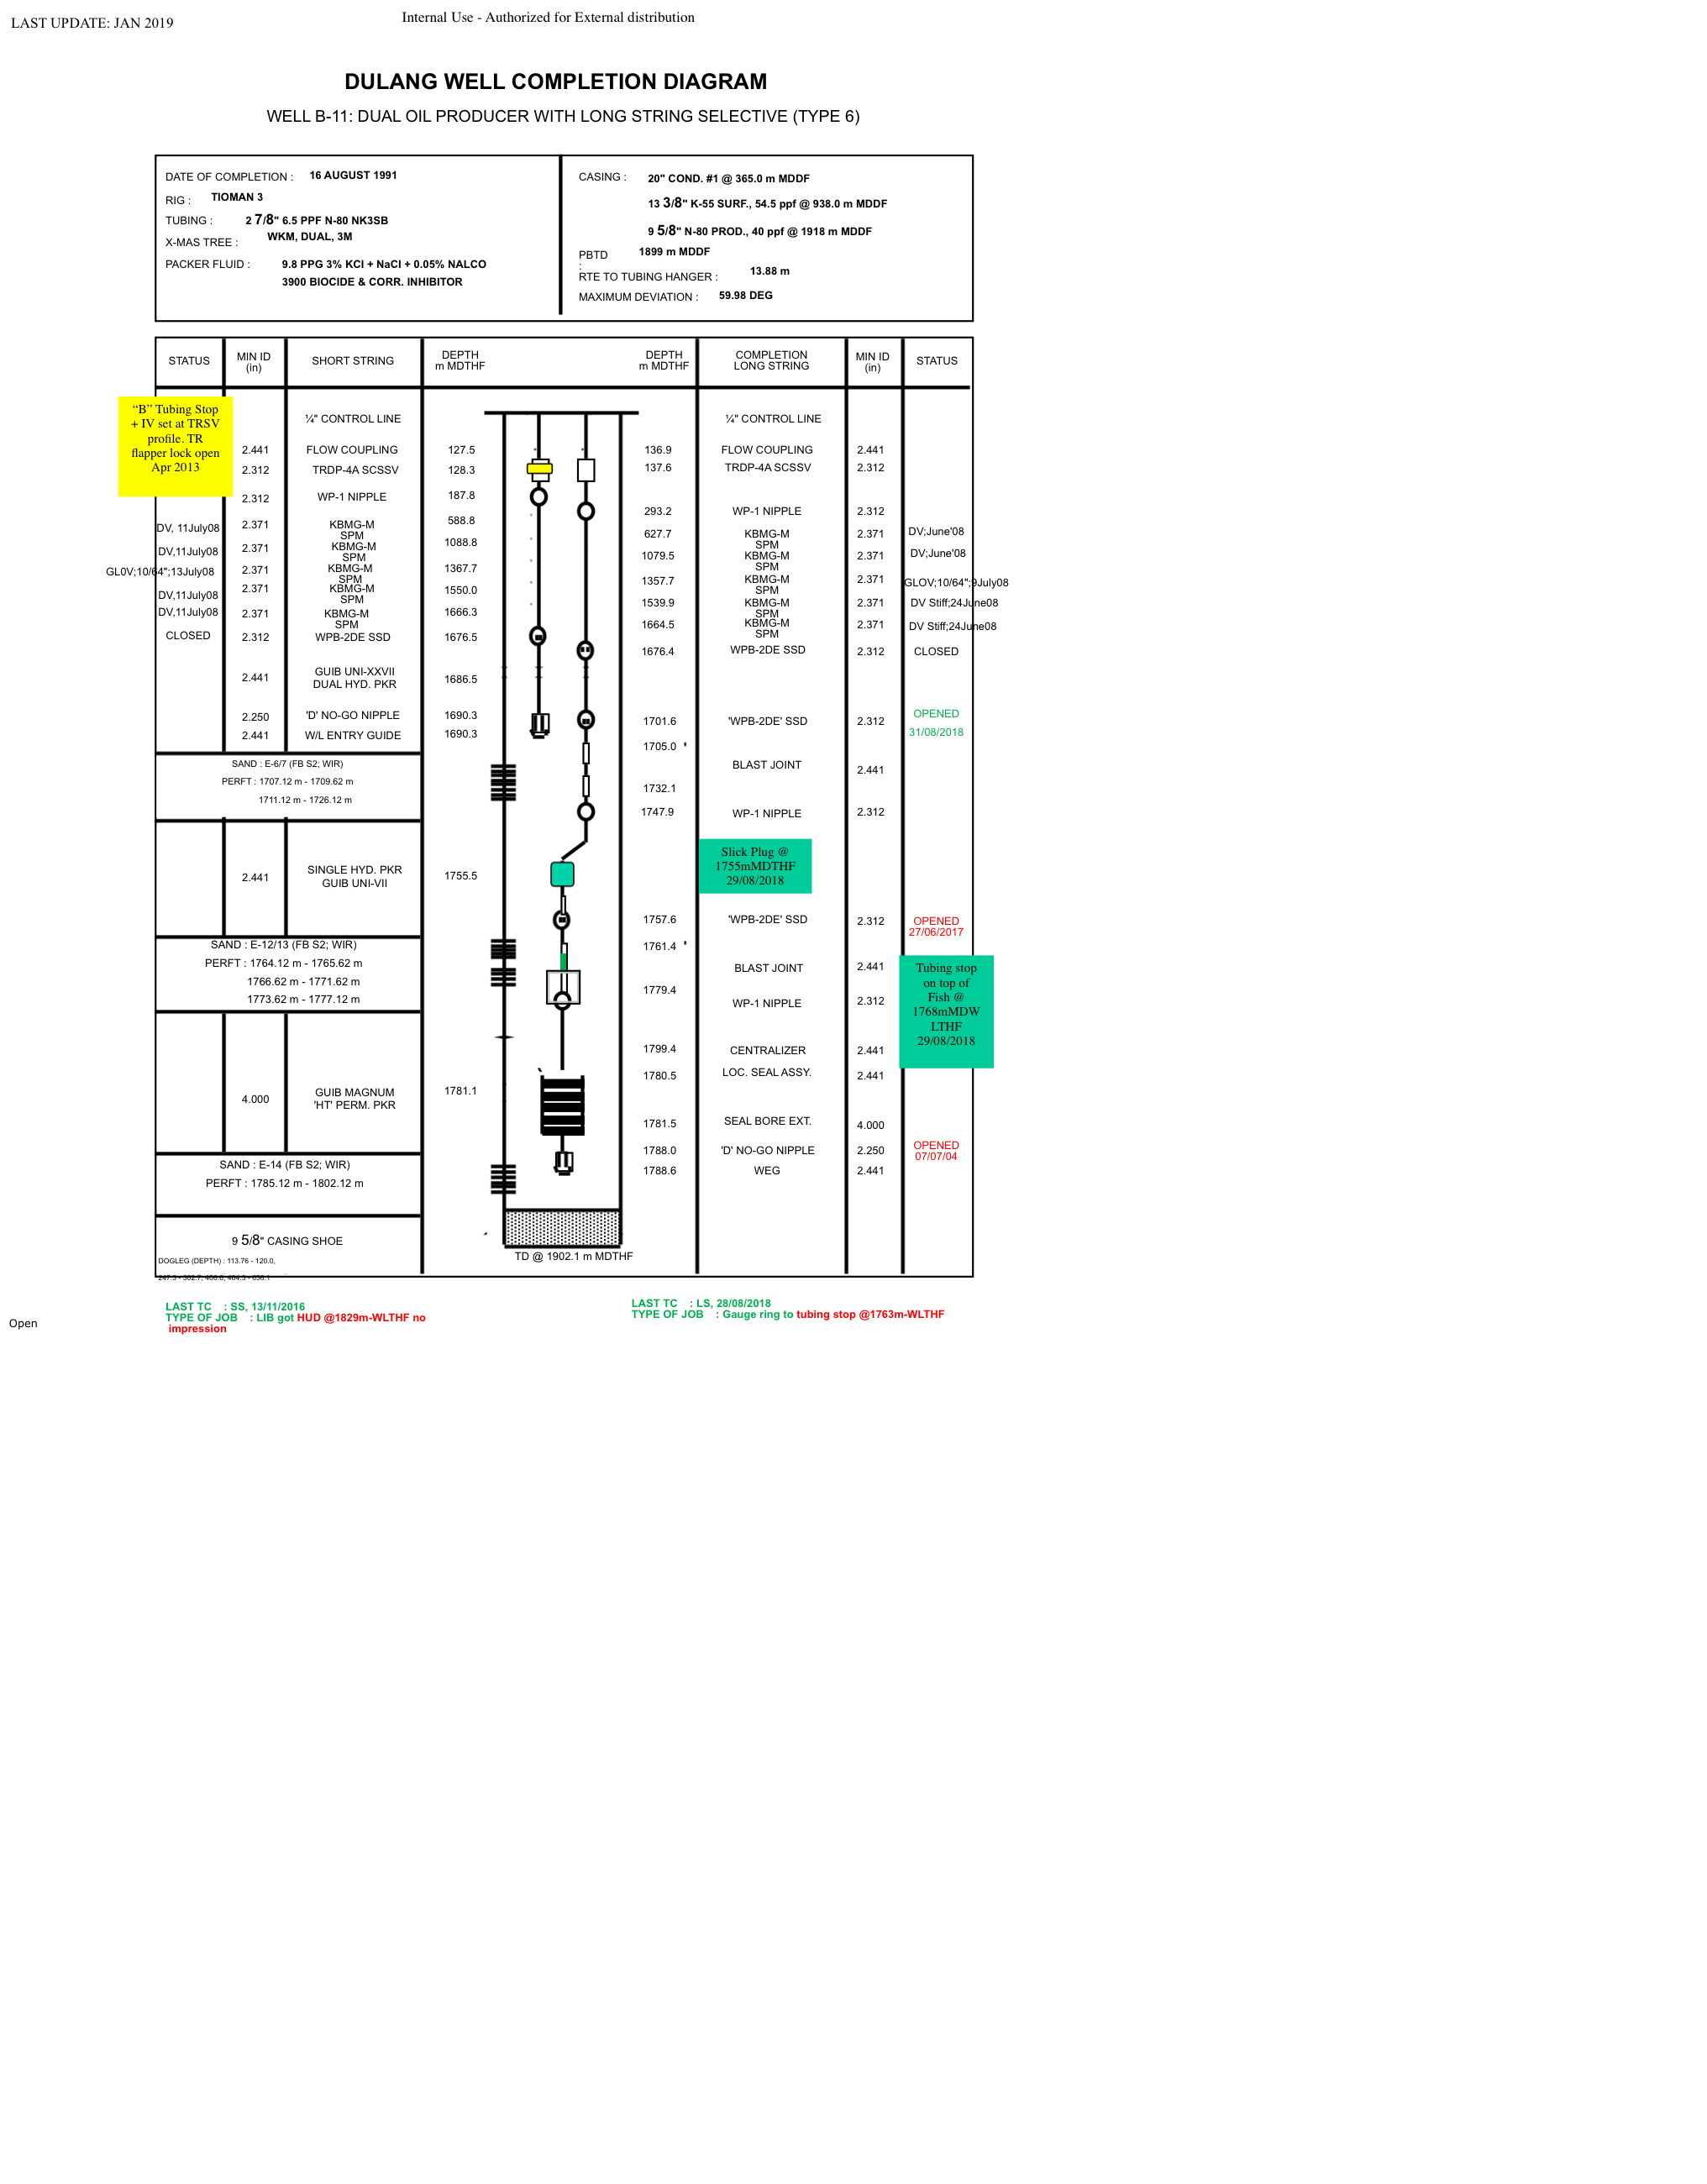 LAST UPDATE: JAN 2019
Internal Use - Authorized for External distribution
DULANG WELL COMPLETION DIAGRAM
WELL B-11: DUAL OIL PRODUCER WITH LONG STRING SELECTIVE (TYPE 6)
DATE OF COMPLETION : 16 AUGUST 1991
RIG : TIOMAN 3
TUBING : 2 7/8" 6.5 PPF N-80 NK3SB
X-MAS TREE : WKM, DUAL, 3M
PACKER FLUID : 9.8 PPG 3% KCl + NaCl + 0.05% NALCO
3900 BIOCIDE & CORR. INHIBITOR
CASING : 20" COND. #1 @ 365.0 m MDDF
13 3/8" K-55 SURF., 54.5 ppf @ 938.0 m MDDF
9 5/8" N-80 PROD., 40 ppf @ 1918 m MDDF
PBTD : 1899 m MDDF
RTE TO TUBING HANGER : 13.88 m
MAXIMUM DEVIATION : 59.98 DEG
STATUS MIN ID (in) SHORT STRING DEPTH m MDTHF DEPTH m MDTHF COMPLETION LONG STRING MIN ID (in) STATUS
“B” Tubing Stop
+ IV set at TRSV
profile. TR
flapper lock open
Apr 2013
¼" CONTROL LINE
2.441 FLOW COUPLING 127.5
2.312 TRDP-4A SCSSV 128.3
2.312 WP-1 NIPPLE 187.8
DV, 11July08 2.371 KBMG-M SPM 588.8
DV,11July08 2.371 KBMG-M SPM 1088.8
GL0V;10/64";13July08 2.371 KBMG-M SPM 1367.7
DV,11July08 2.371 KBMG-M SPM 1550.0
DV,11July08 2.371 KBMG-M SPM 1666.3
CLOSED 2.312 WPB-2DE SSD 1676.5
2.441 GUIB UNI-XXVII DUAL HYD. PKR 1686.5
2.250 'D' NO-GO NIPPLE 1690.3
2.441 W/L ENTRY GUIDE 1690.3
SAND : E-6/7 (FB S2; WIR)
PERFT : 1707.12 m - 1709.62 m
1711.12 m - 1726.12 m
2.441 SINGLE HYD. PKR GUIB UNI-VII 1755.5
SAND : E-12/13 (FB S2; WIR)
PERFT : 1764.12 m - 1765.62 m
1766.62 m - 1771.62 m
1773.62 m - 1777.12 m
4.000 GUIB MAGNUM 'HT' PERM. PKR 1781.1
SAND : E-14 (FB S2; WIR)
PERFT : 1785.12 m - 1802.12 m
9 5/8" CASING SHOE
DOGLEG (DEPTH) : 113.76 - 120.0,
TD @ 1902.1 m MDTHF
¼" CONTROL LINE
136.9 FLOW COUPLING 2.441
137.6 TRDP-4A SCSSV 2.312
293.2 WP-1 NIPPLE 2.312
627.7 KBMG-M SPM 2.371 DV;June'08
1079.5 KBMG-M SPM 2.371 DV;June'08
1357.7 KBMG-M SPM 2.371 GLOV;10/64";9July08
1539.9 KBMG-M SPM 2.371 DV Stiff;24June08
1664.5 KBMG-M SPM 2.371 DV Stiff;24June08
1676.4 WPB-2DE SSD 2.312 CLOSED
1701.6 'WPB-2DE' SSD 2.312 OPENED 31/08/2018
1705.0
BLAST JOINT 2.441
1732.1
1747.9 WP-1 NIPPLE 2.312
Slick Plug @
1755mMDTHF
29/08/2018
1757.6 'WPB-2DE' SSD 2.312 OPENED 27/06/2017
1761.4
BLAST JOINT 2.441
1779.4
WP-1 NIPPLE 2.312
Tubing stop
on top of
Fish @
1768mMDW
LTHF
29/08/2018
1799.4 CENTRALIZER 2.441
1780.5 LOC. SEAL ASSY. 2.441
1781.5 SEAL BORE EXT. 4.000
1788.0 'D' NO-GO NIPPLE 2.250 OPENED 07/07/04
1788.6 WEG 2.441
LAST TC : SS, 13/11/2016
TYPE OF JOB : LIB got HUD @1829m-WLTHF no
impression
LAST TC : LS, 28/08/2018
TYPE OF JOB : Gauge ring to tubing stop @1763m-WLTHF
Open